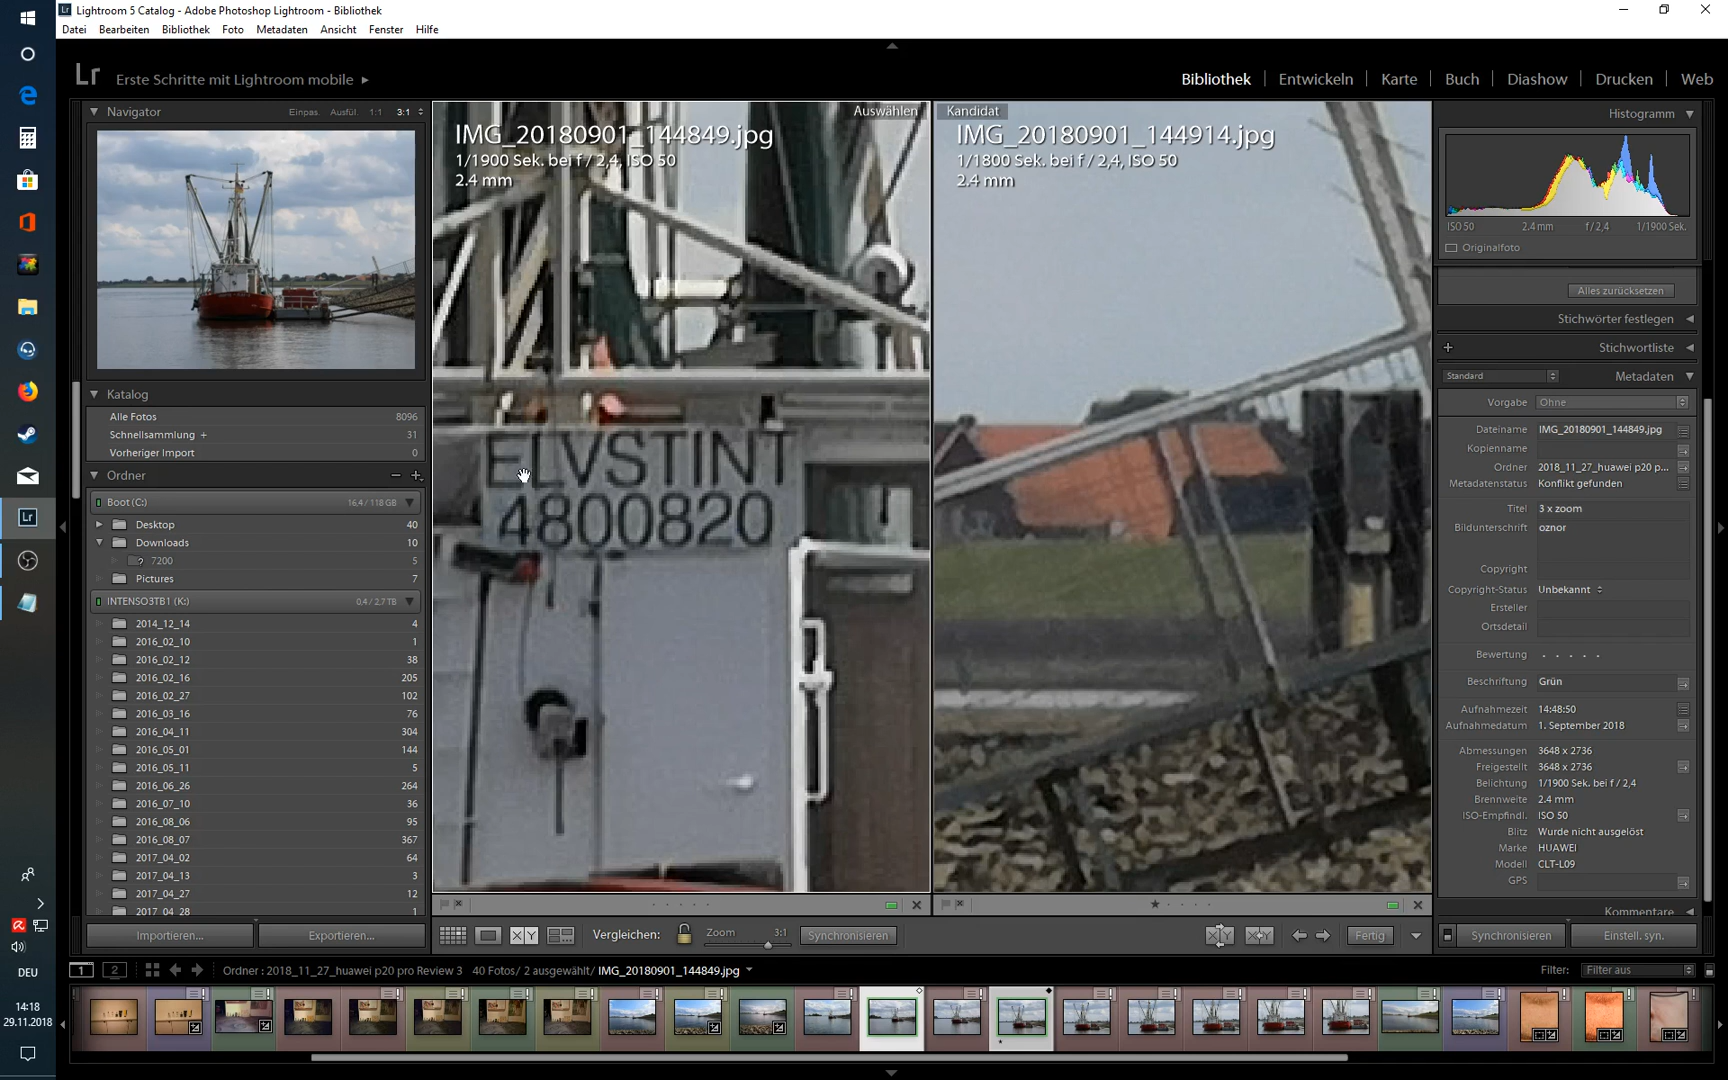 Lightroom 5 Catalog - Adobe Photoshop Lightroom - Bibliothek
Datei Bearbeiten Bibliothek Foto Metadaten Ansicht Fenster Hilfe
Lr Erste Schritte mit Lightroom mobile
Bibliothek Entwickeln Karte Buch Diashow Drucken Web
Navigator Einpas. Ausfül. 1:1 3:1
Katalog
Alle Fotos 8096
Schnellsammlung + 31
Vorheriger Import 0
Ordner
Boot (C:) 16,4 / 118 GB
Desktop 40
Downloads 10
? 7200 5
Pictures 7
INTENSO3TB1 (K:) 0,4 / 2,7 TB
2014_12_14 4
2016_02_10 1
2016_02_12 38
2016_02_16 205
2016_02_27 102
2016_03_16 76
2016_04_11 304
2016_05_01 144
2016_05_11 5
2016_06_26 264
2016_07_10 36
2016_08_06 95
2016_08_07 367
2017_04_02 64
2017_04_13 3
2017_04_27 12
2017_04_28 1
Importieren... Exportieren...
Auswählen
IMG_20180901_144849.jpg
1/1900 Sek. bei f / 2,4, ISO 50
2.4 mm
ELVSTINT
4800820
Kandidat
IMG_20180901_144914.jpg
1/1800 Sek. bei f / 2,4, ISO 50
2.4 mm
Histogramm
ISO 50 2.4 mm f / 2,4 1/1900 Sek.
Originalfoto
Alles zurücksetzen
Stichwörter festlegen
Stichwortliste
Standard Metadaten
Vorgabe Ohne
Dateiname IMG_20180901_144849.jpg
Kopienname
Ordner 2018_11_27_huawei p20 p...
Metadatenstatus Konflikt gefunden
Titel 3 x zoom
Bildunterschrift oznor
Copyright
Copyright-Status Unbekannt
Ersteller
Ortsdetail
Bewertung
Beschriftung Grün
Aufnahmezeit 14:48:50
Aufnahmedatum 1. September 2018
Abmessungen 3648 x 2736
Freigestellt 3648 x 2736
Belichtung 1/1900 Sek. bei f / 2,4
Brennweite 2.4 mm
ISO-Empfindl. ISO 50
Blitz Wurde nicht ausgelöst
Marke HUAWEI
Modell CLT-L09
GPS
Kommentare
Vergleichen: Zoom 3:1 Synchronisieren Fertig
Synchronisieren Einstell. syn.
1 2 Ordner : 2018_11_27_huawei p20 pro Review 3 40 Fotos/ 2 ausgewählt/ IMG_20180901_144849.jpg
Filter: Filter aus
DEU
14:18
29.11.2018